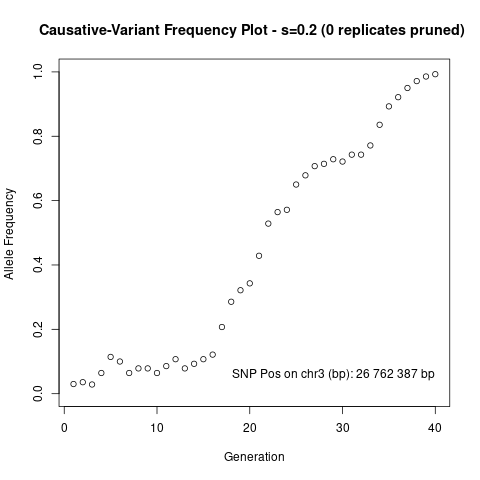 Causative-Variant Frequency Plot - s=0.2 (0 replicates pruned)
Allele Frequency
1.0
0.8
0.6
0.4
0.2
0.0
SNP Pos on chr3 (bp): 26 762 387 bp
0 10 20 30 40
Generation